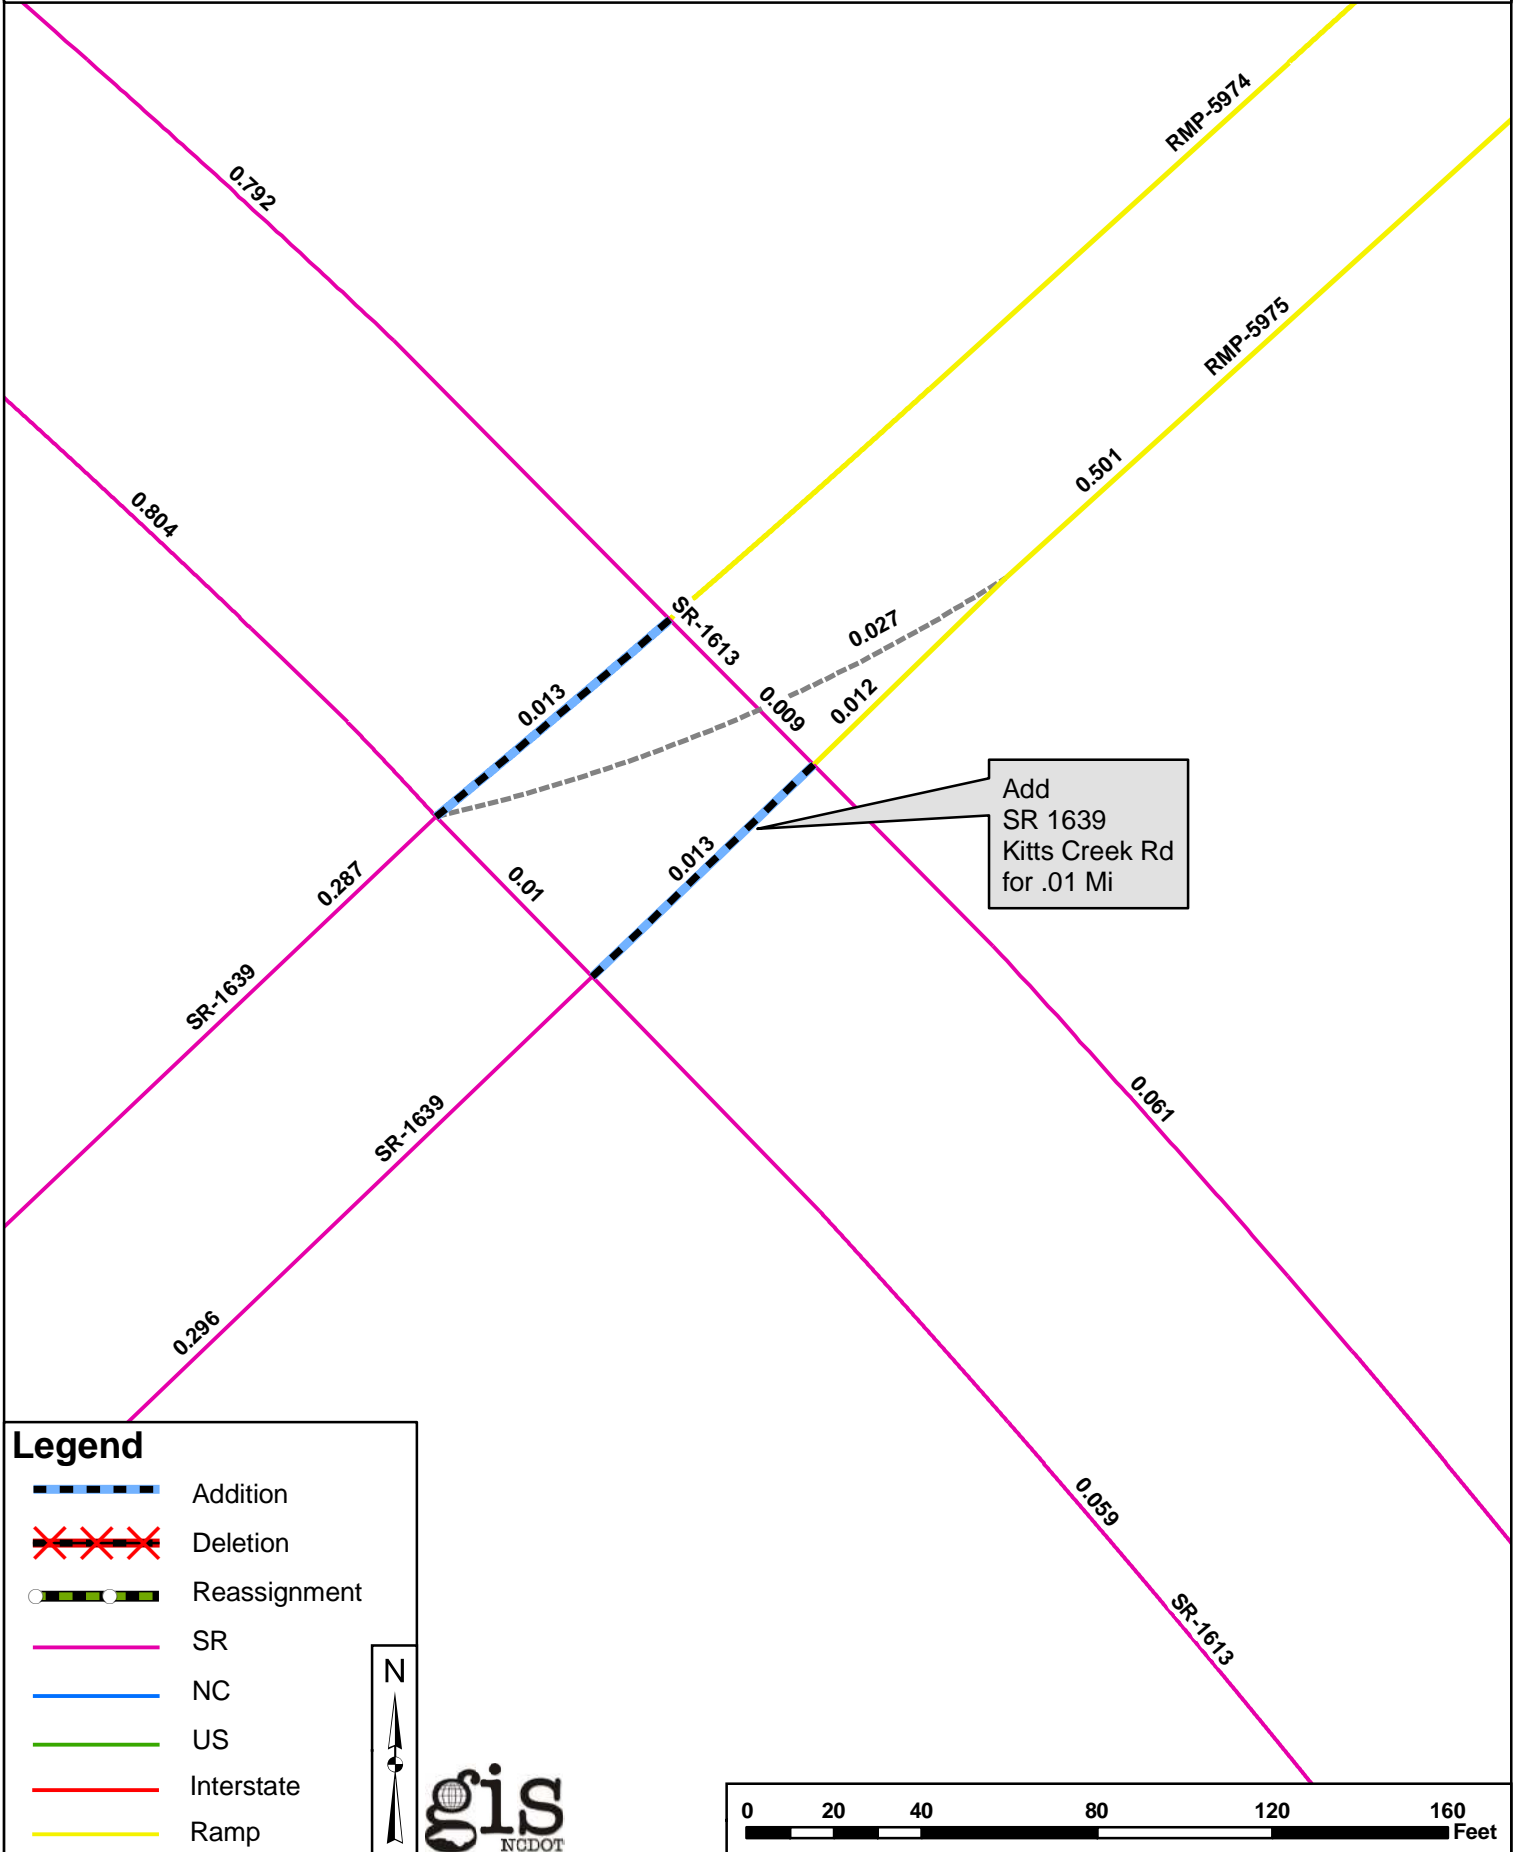 RMP-5974
0.792
RMP-5975
0.501
0.804
SR-1613
0.027
0.013
0.009
0.012
Add
SR 1639
Kitts Creek Rd
for .01 Mi
0.013
0.287
0.01
SR-1639
SR-1639
0.061
0.296
0.059
SR-1613
Legend
Addition
Deletion
Reassignment
SR
NC
US
Interstate
Ramp
N
gis
NCDOT
0 20 40 80 120 160
Feet